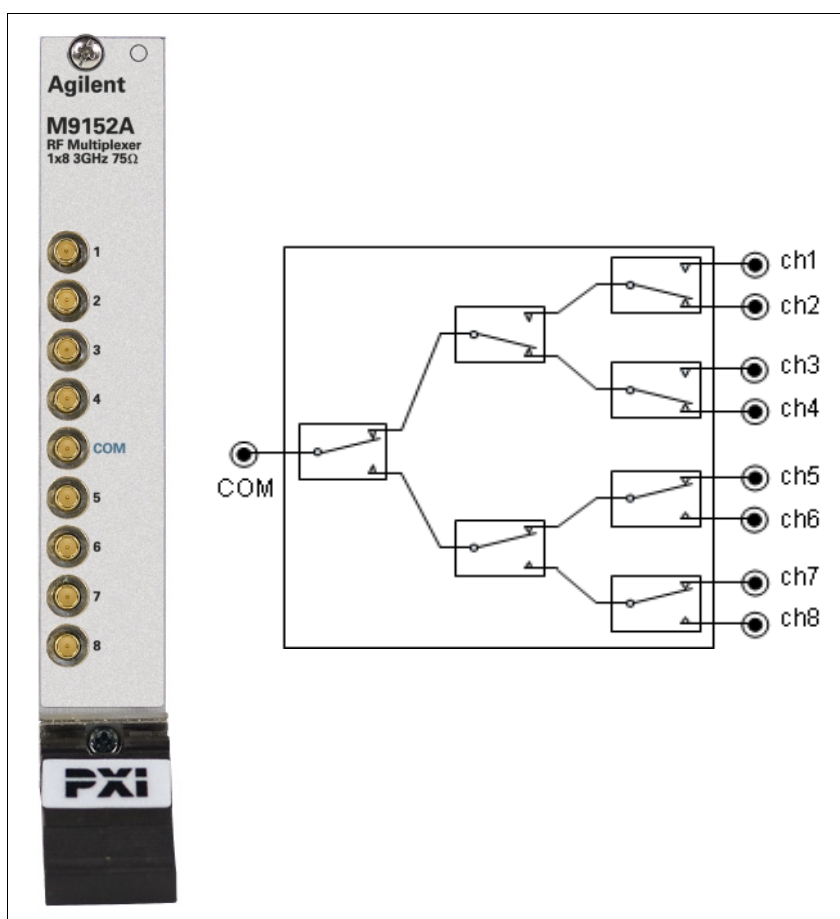 Agilent
M9152A
RF Multiplexer
1x8 3GHz 75Ω
1
2
3
4
COM
5
6
7
8
PXI
COM
ch1
ch2
ch3
ch4
ch5
ch6
ch7
ch8